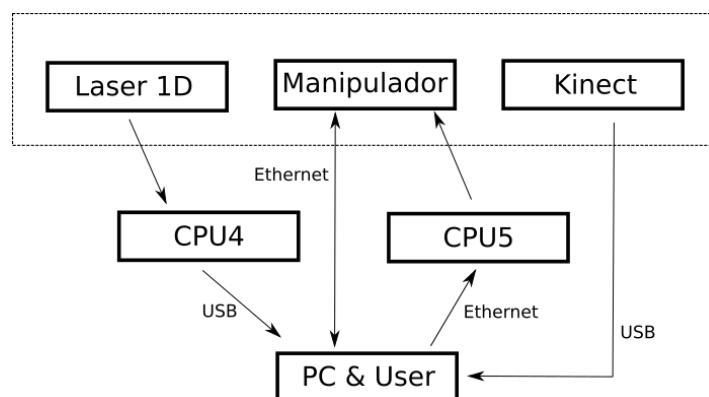 Laser 1D
Manipulador
Kinect
Ethernet
CPU4
CPU5
USB
Ethernet
USB
PC & User